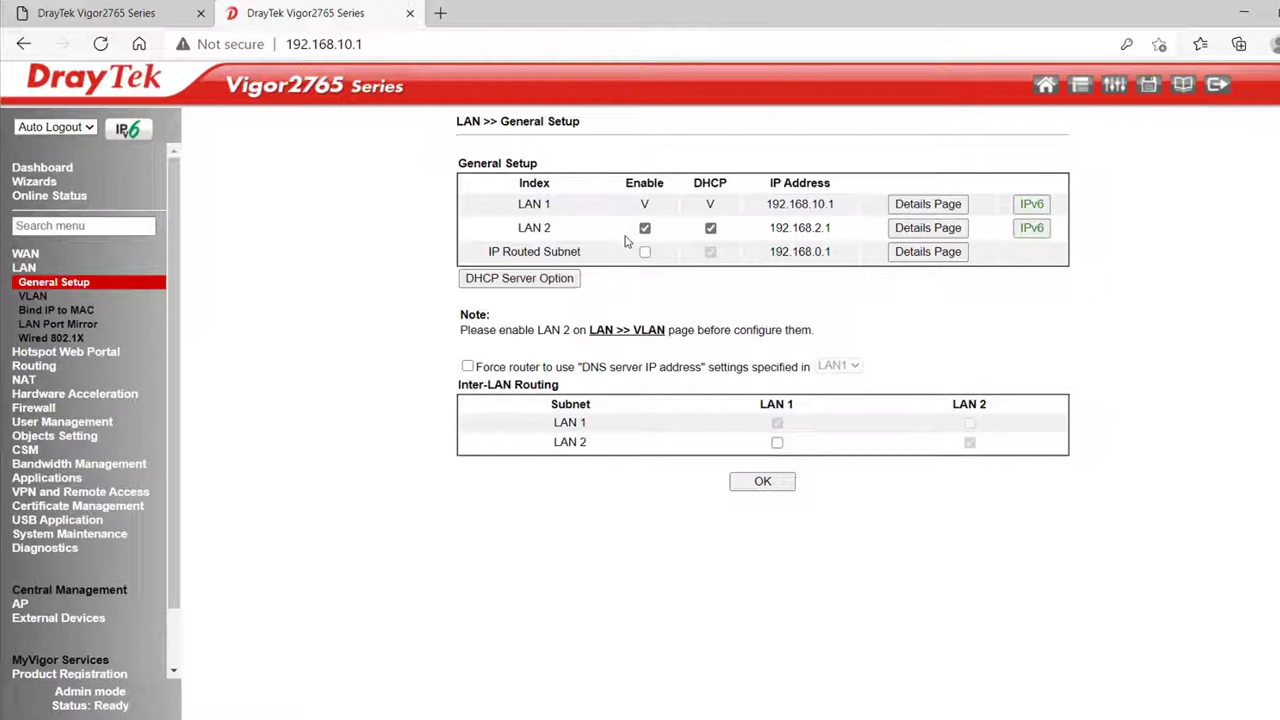 DrayTek Vigor2765 Series
DrayTek Vigor2765 Series
Not secure | 192.168.10.1
DrayTek Vigor2765 Series
Auto Logout IPv6
Dashboard
Wizards
Online Status
Search menu
WAN
LAN
General Setup
VLAN
Bind IP to MAC
LAN Port Mirror
Wired 802.1X
Hotspot Web Portal
Routing
NAT
Hardware Acceleration
Firewall
User Management
Objects Setting
CSM
Bandwidth Management
Applications
VPN and Remote Access
Certificate Management
USB Application
System Maintenance
Diagnostics
Central Management
AP
External Devices
MyVigor Services
Product Registration
Admin mode
Status: Ready
LAN >> General Setup
General Setup
Index Enable DHCP IP Address
LAN 1 V V 192.168.10.1 Details Page IPv6
LAN 2 192.168.2.1 Details Page IPv6
IP Routed Subnet 192.168.0.1 Details Page
DHCP Server Option
Note:
Please enable LAN 2 on LAN >> VLAN page before configure them.
Force router to use "DNS server IP address" settings specified in LAN1
Inter-LAN Routing
Subnet LAN 1 LAN 2
LAN 1
LAN 2
OK